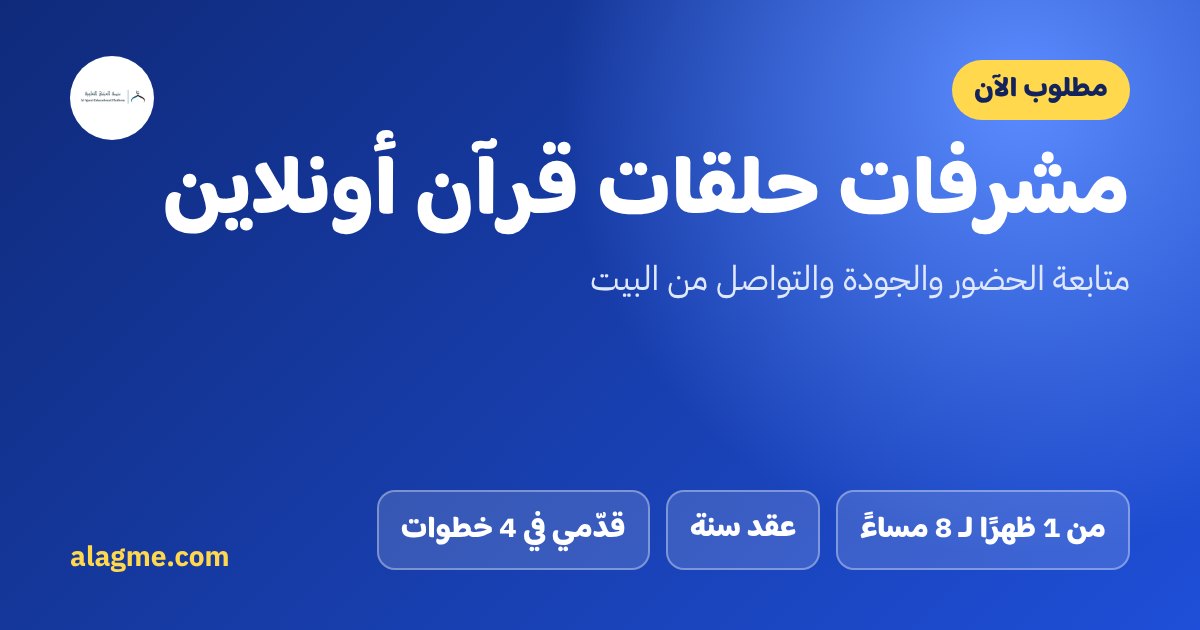 مطلوب الآن
مشرفات حلقات قرآن أونلاين
متابعة الحضور والجودة والتواصل من البيت
من 1 ظهرًا لـ 8 مساءً
عقد سنة
قدّمي في 4 خطوات
alagme.com